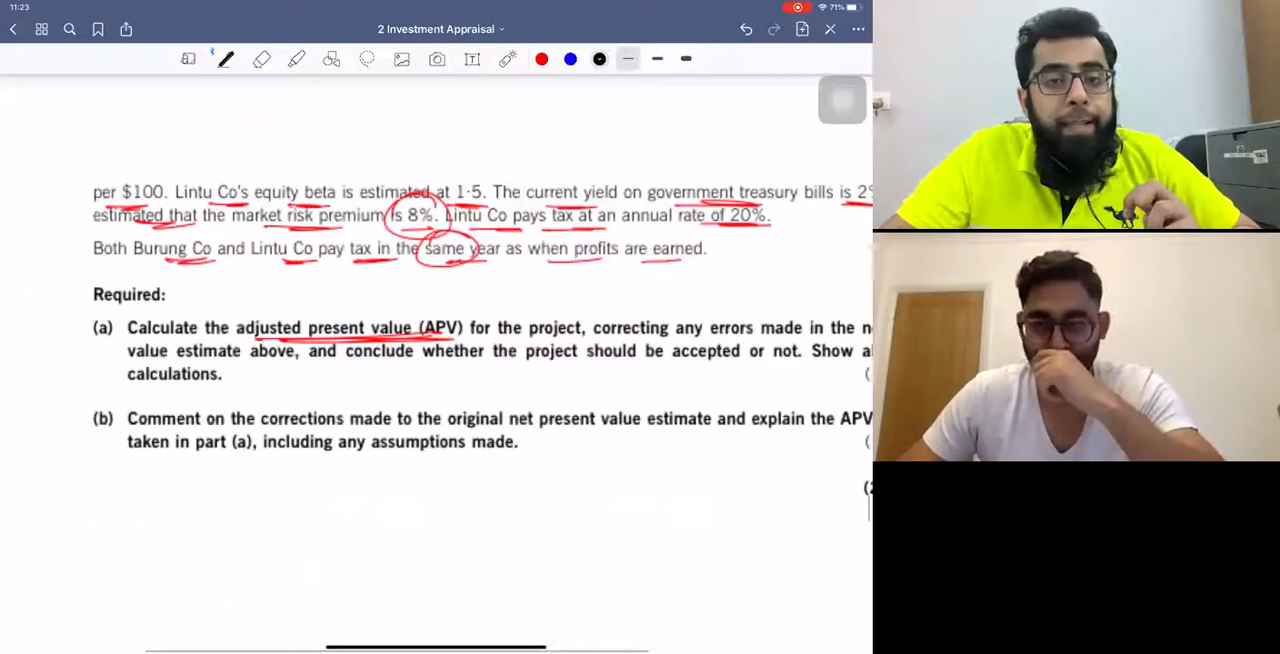 11:23
71%
2 Investment Appraisal
per $100. Lintu Co's equity beta is estimated at 1·5. The current yield on government treasury bills is 2%
estimated that the market risk premium is 8%. Lintu Co pays tax at an annual rate of 20%.
Both Burung Co and Lintu Co pay tax in the same year as when profits are earned.
Required:
(a) Calculate the adjusted present value (APV) for the project, correcting any errors made in the n
value estimate above, and conclude whether the project should be accepted or not. Show a
calculations.
(
(b) Comment on the corrections made to the original net present value estimate and explain the APV
taken in part (a), including any assumptions made.
(
(2